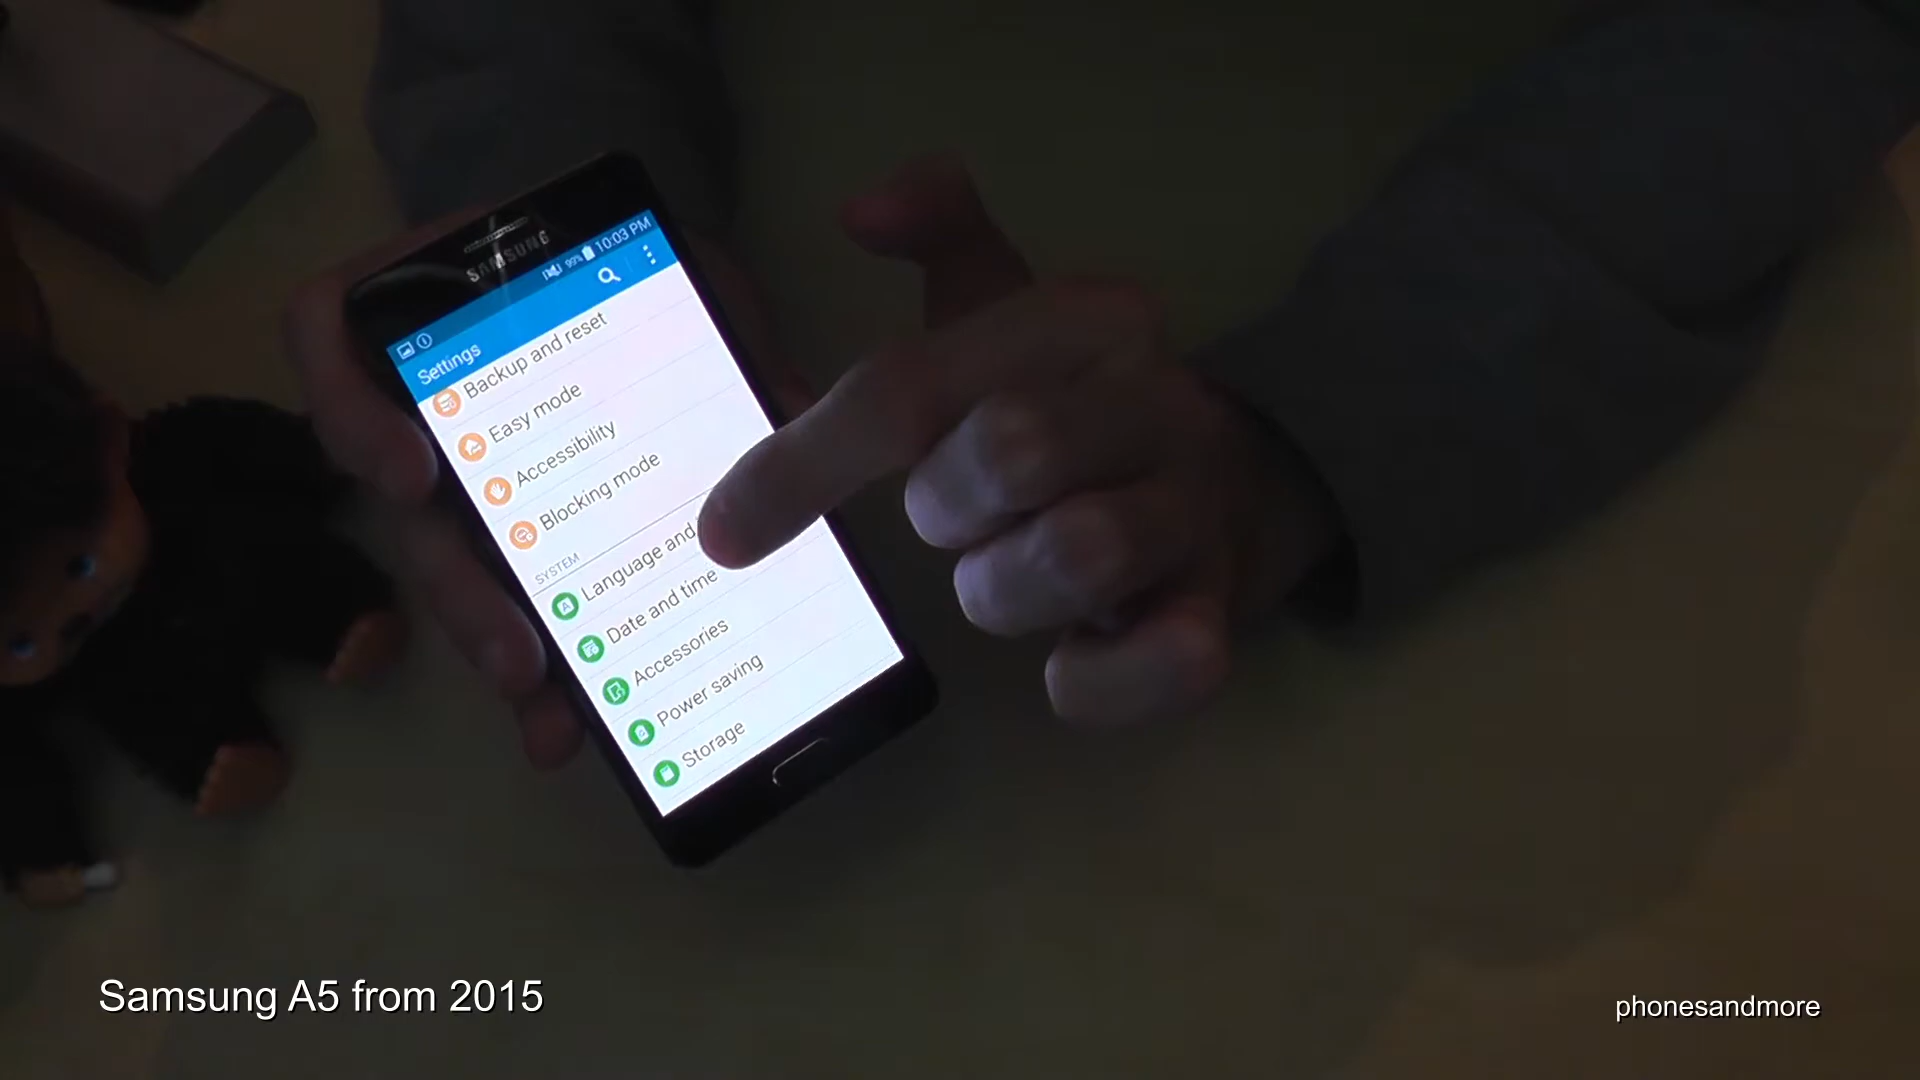 SAMSUNG
99% 10:03 PM
Settings
Backup and reset
Easy mode
Accessibility
Blocking mode
SYSTEM
Language and
Date and time
Accessories
Power saving
Storage
Samsung A5 from 2015
phonesandmore